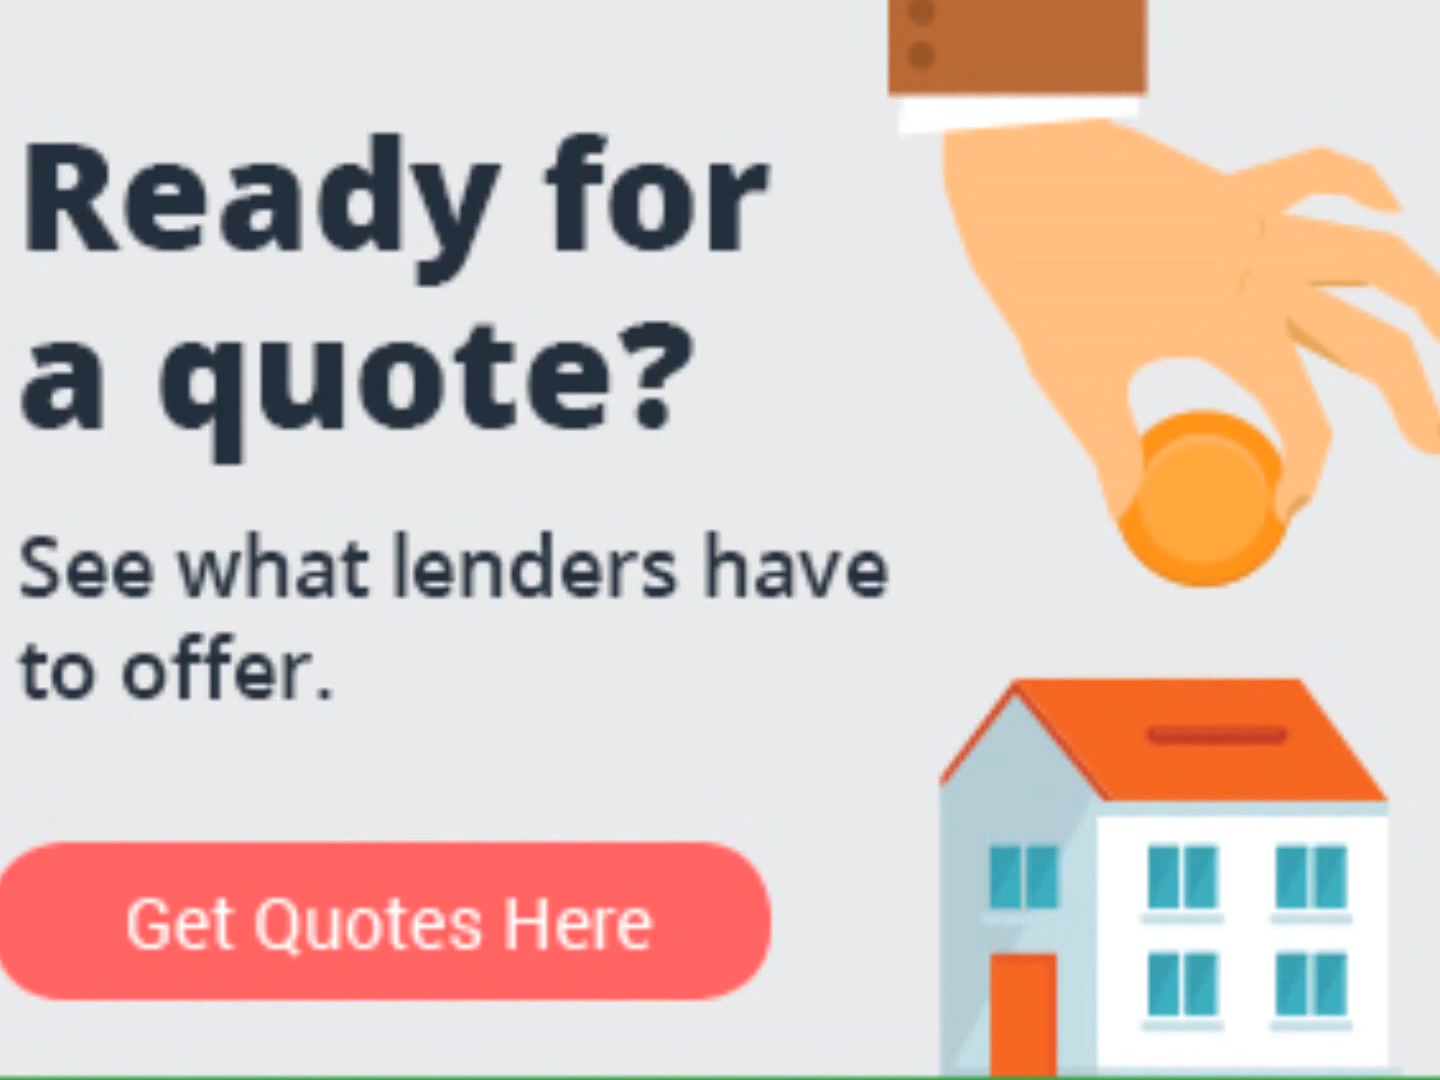 Ready for
a quote?
See what lenders have
to offer.
Get Quotes Here